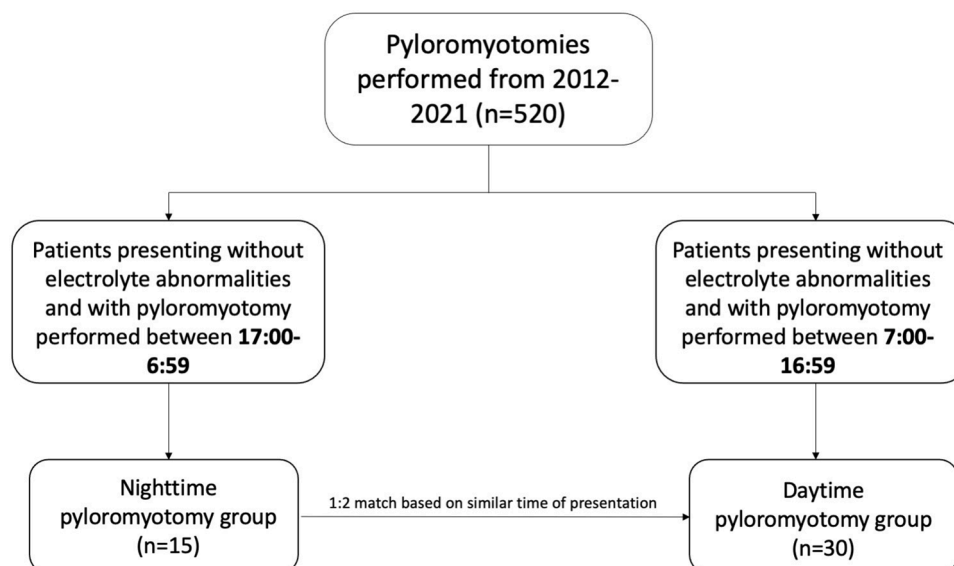 Pyloromyotomies
performed from 2012-
2021 (n=520)
Patients presenting without
electrolyte abnormalities
and with pyloromyotomy
performed between 17:00-
6:59
Patients presenting without
electrolyte abnormalities
and with pyloromyotomy
performed between 7:00-
16:59
Nighttime
pyloromyotomy group
(n=15)
1:2 match based on similar time of presentation
Daytime
pyloromyotomy group
(n=30)